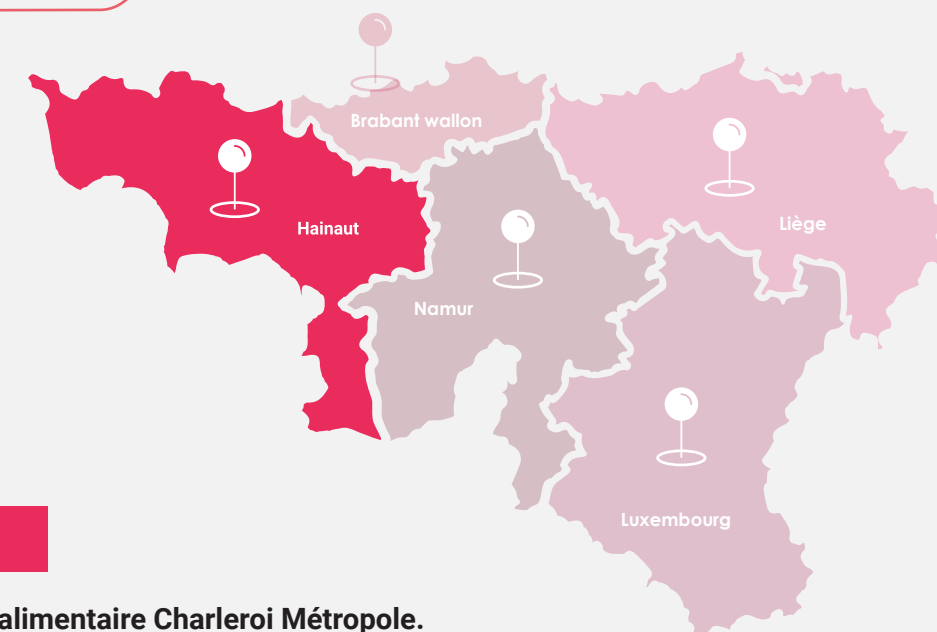 Brabant wallon
Hainaut
Liège
Namur
Luxembourg
alimentaire Charleroi Métropole.